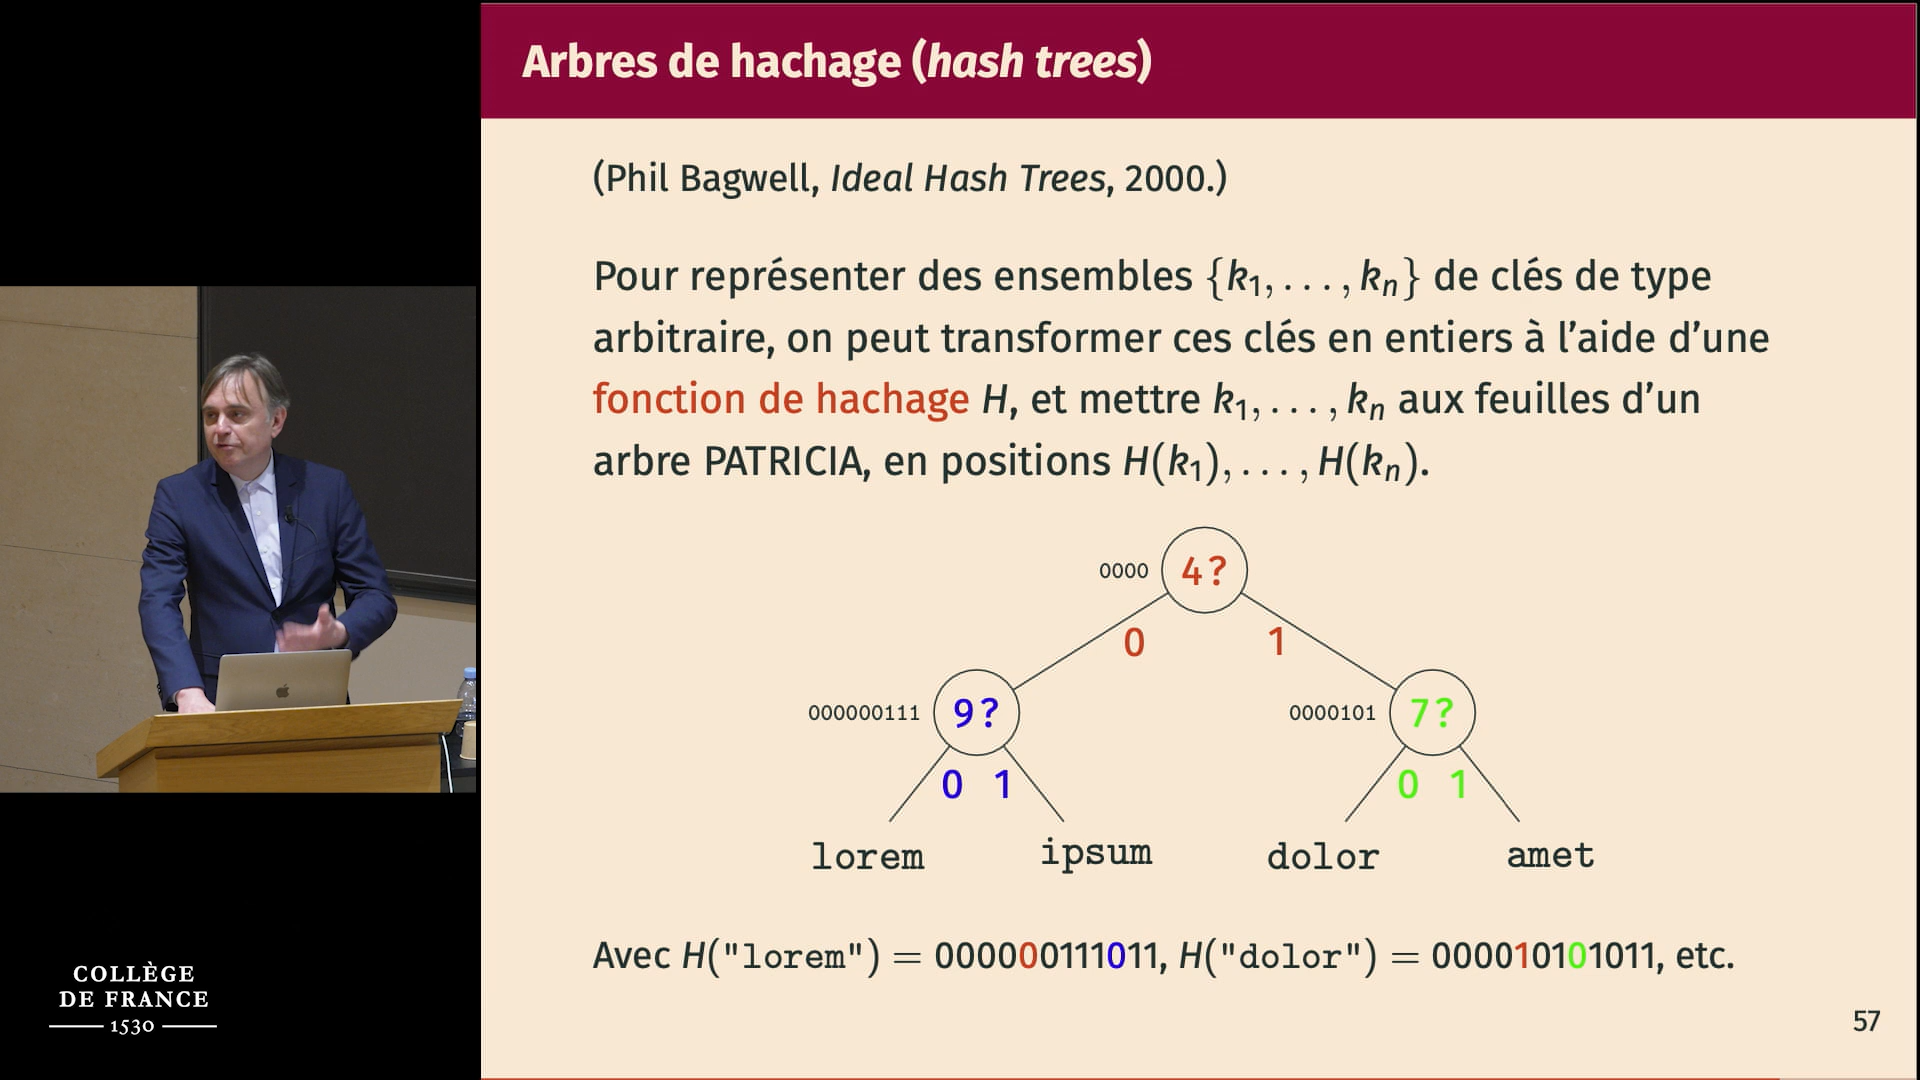 Arbres de hachage (hash trees)
(Phil Bagwell, Ideal Hash Trees, 2000.)
Pour représenter des ensembles {k₁, . . . , kₙ} de clés de type
arbitraire, on peut transformer ces clés en entiers à l’aide d’une
fonction de hachage H, et mettre k₁, . . . , kₙ aux feuilles d’un
arbre PATRICIA, en positions H(k₁), . . . , H(kₙ).
0000 4?
0 1
000000111 9? 0000101 7?
0 1 0 1
lorem ipsum dolor amet
Avec H("lorem") = 000000111011, H("dolor") = 000010101011, etc.
57
COLLÈGE
DE FRANCE
1530